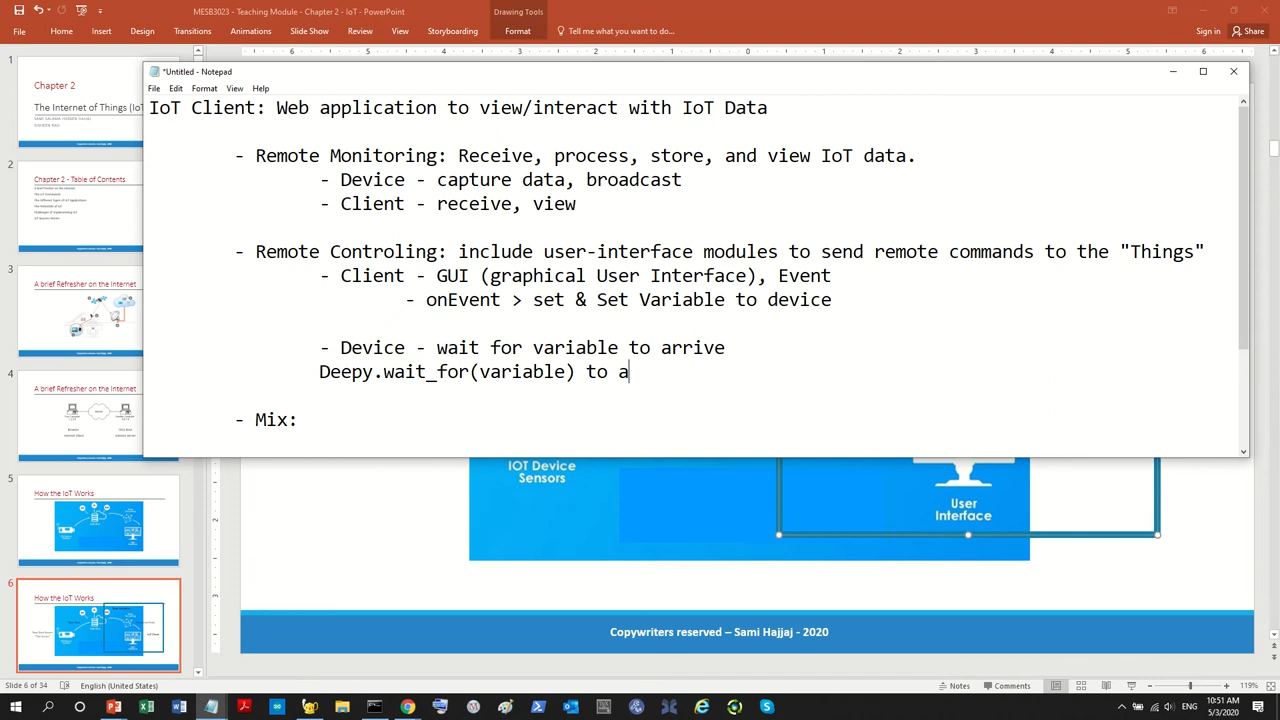 MESB3023 - Teaching Module - Chapter 2 - IoT - PowerPoint
Drawing Tools
File
Home
Insert
Design
Transitions
Animations
Slide Show
Review
View
Storyboarding
Format
Tell me what you want to do...
Sign in
Share
*Untitled - Notepad
File Edit Format View Help
IoT Client: Web application to view/interact with IoT Data
- Remote Monitoring: Receive, process, store, and view IoT data.
- Device - capture data, broadcast
- Client - receive, view
- Remote Controling: include user-interface modules to send remote commands to the "Things"
- Client - GUI (graphical User Interface), Event
- onEvent > set & Set Variable to device
- Device - wait for variable to arrive
Deepy.wait_for(variable) to a
- Mix:
1
Chapter 2
The Internet of Things (IoT
2
Chapter 2 - Table of Contents
3
A brief Refresher on the Internet
4
A brief Refresher on the Internet
5
How the IoT Works
6
How the IoT Works
IOT Device
Sensors
User
Interface
Copywriters reserved – Sami Hajjaj - 2020
Slide 6 of 34
English (United States)
Notes
Comments
119%
10:51 AM
5/3/2020